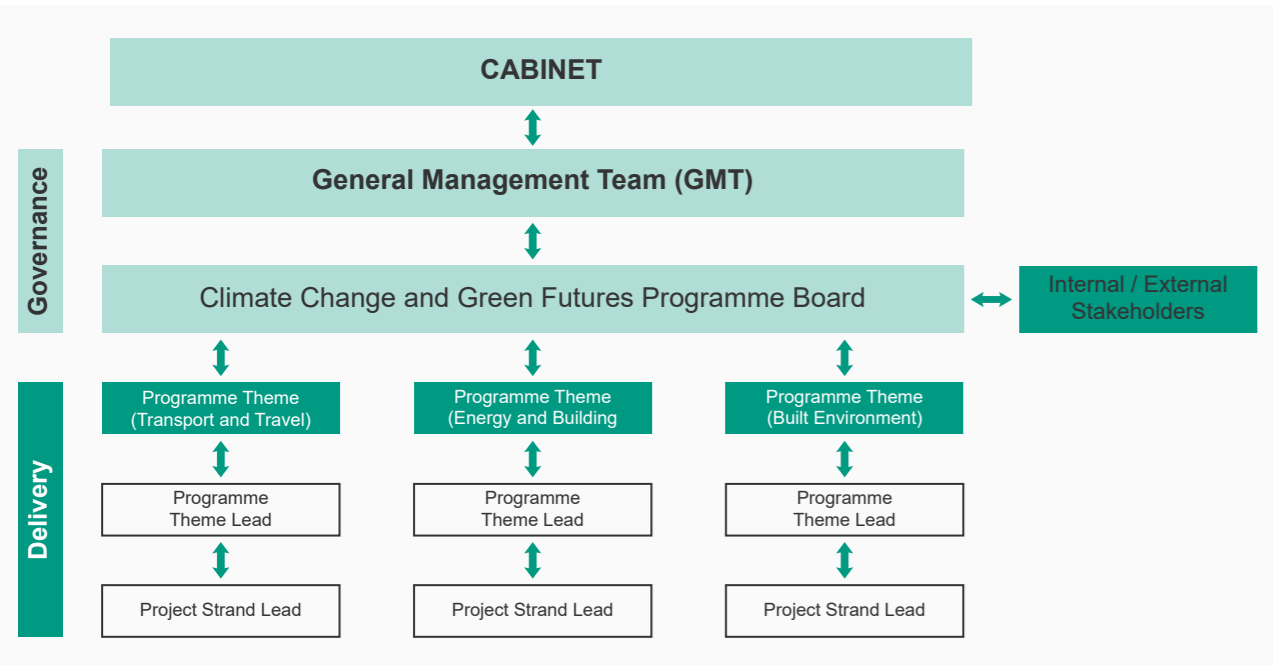 CABINET
Governance
General Management Team (GMT)
Climate Change and Green Futures Programme Board
Internal / External
Stakeholders
Delivery
Programme Theme
(Transport and Travel)
Programme Theme
(Energy and Building
Programme Theme
(Built Environment)
Programme
Theme Lead
Programme
Theme Lead
Programme
Theme Lead
Project Strand Lead
Project Strand Lead
Project Strand Lead